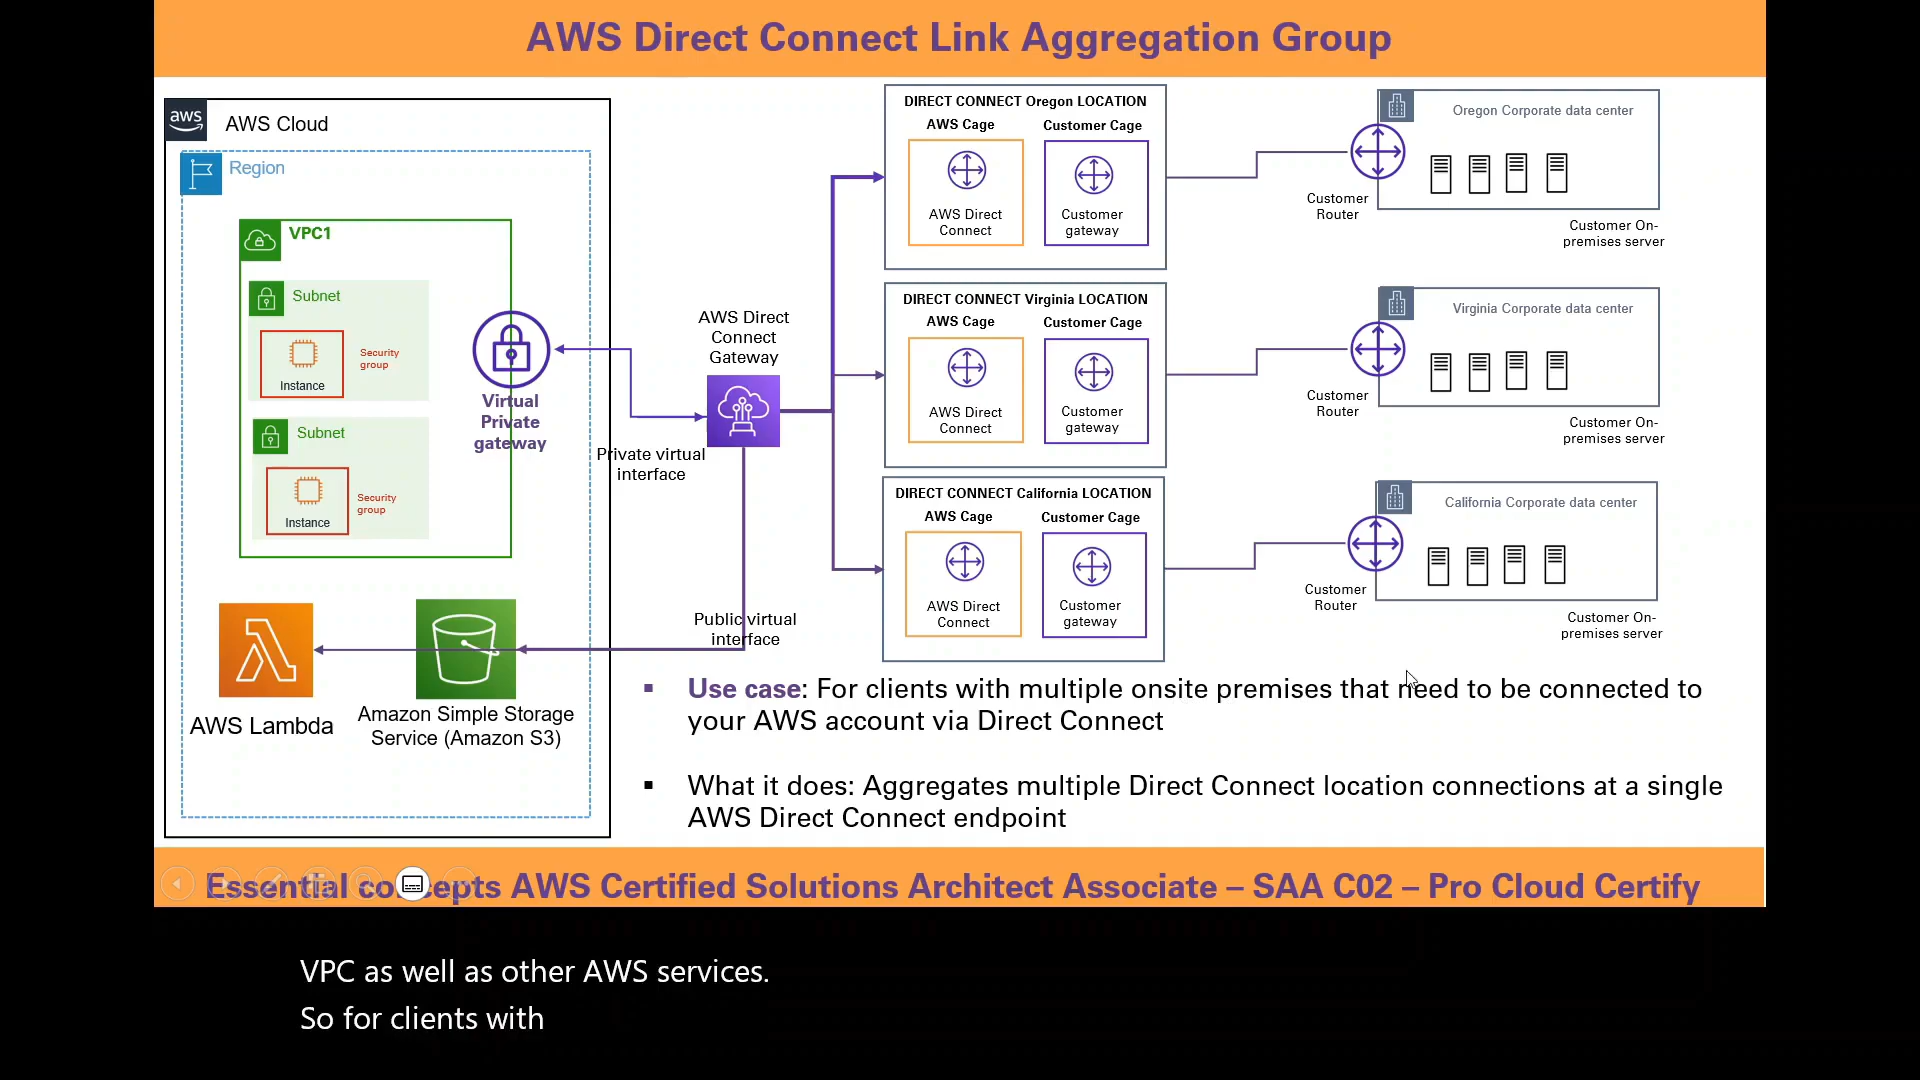 AWS Direct Connect Link Aggregation Group
aws
AWS Cloud
Region
VPC1
Subnet
Instance
Security
group
Subnet
Instance
Security
group
Virtual
Private
gateway
Private virtual
interface
AWS Direct
Connect
Gateway
Public virtual
interface
AWS Lambda
Amazon Simple Storage
Service (Amazon S3)
DIRECT CONNECT Oregon LOCATION
AWS Cage
Customer Cage
AWS Direct
Connect
Customer
gateway
Customer
Router
Oregon Corporate data center
Customer On-
premises server
DIRECT CONNECT Virginia LOCATION
AWS Cage
Customer Cage
AWS Direct
Connect
Customer
gateway
Customer
Router
Virginia Corporate data center
Customer On-
premises server
DIRECT CONNECT California LOCATION
AWS Cage
Customer Cage
AWS Direct
Connect
Customer
gateway
Customer
Router
California Corporate data center
Customer On-
premises server
▪ Use case: For clients with multiple onsite premises that need to be connected to
your AWS account via Direct Connect
▪ What it does: Aggregates multiple Direct Connect location connections at a single
AWS Direct Connect endpoint
Essential concepts AWS Certified Solutions Architect Associate – SAA C02 – Pro Cloud Certify
VPC as well as other AWS services.
So for clients with